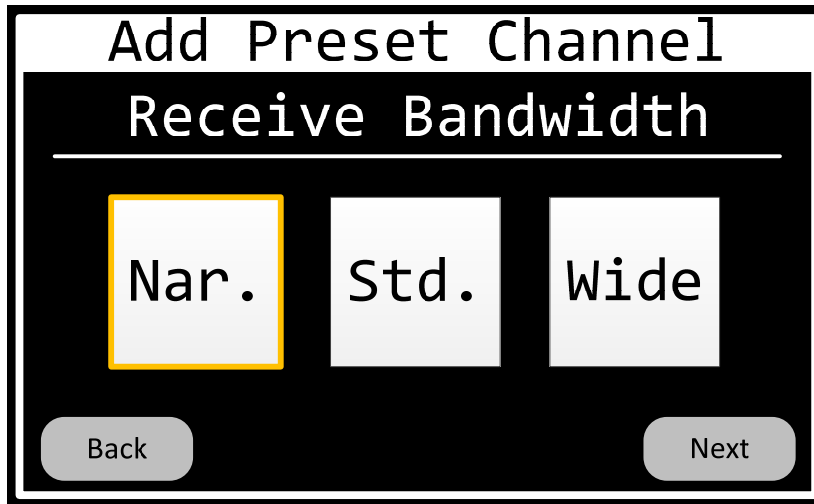 Add Preset Channel
Receive Bandwidth
Nar. Std. Wide
Back Next